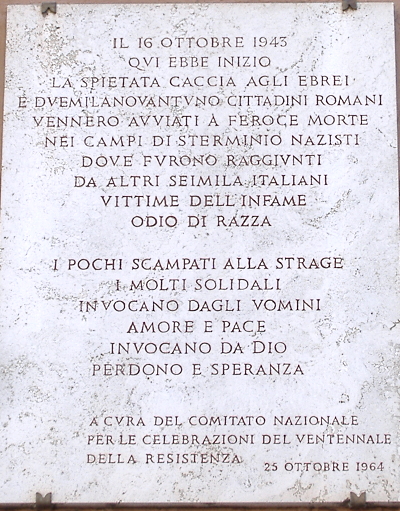 IL 16 OTTOBRE 1943
QVI EBBE INIZIO
LA SPIETATA CACCIA AGLI EBREI
E DVEMILANOVANTVNO CITTADINI ROMANI
VENNERO AVVIATI A FEROCE MORTE
NEI CAMPI DI STERMINIO NAZISTI
DOVE FVRONO RAGGIVNTI
DA ALTRI SEIMILA ITALIANI
VITTIME DELL'INFAME
ODIO DI RAZZA
I POCHI SCAMPATI ALLA STRAGE
I MOLTI SOLIDALI
INVOCANO DAGLI VOMINI
AMORE E PACE
INVOCANO DA DIO
PERDONO E SPERANZA
A CVRA DEL COMITATO NAZIONALE
PER LE CELEBRAZIONI DEL VENTENNALE
DELLA RESISTENZA
25 OTTOBRE 1964